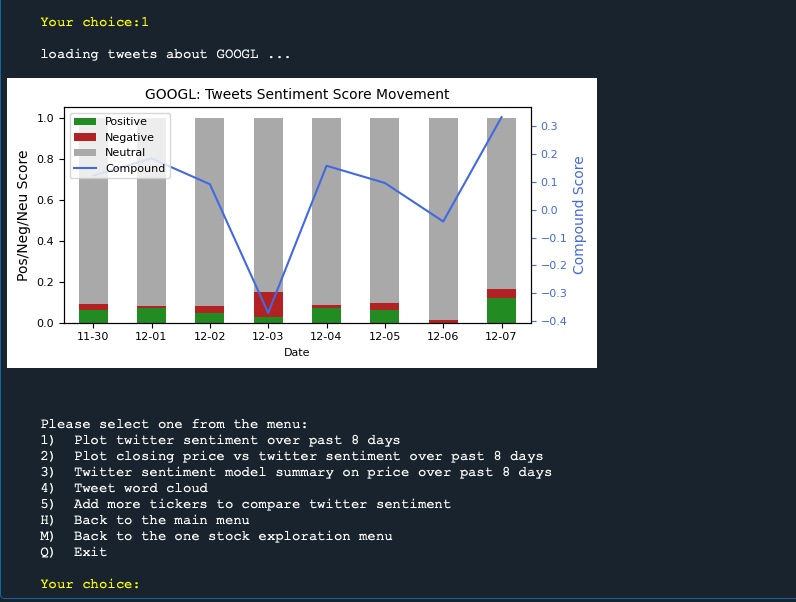 Your choice:1
loading tweets about GOOGL ...
GOOGL: Tweets Sentiment Score Movement
Positive
Negative
Neutral
Compound
Pos/Neg/Neu Score
1.0
0.8
0.6
0.4
0.2
0.0
0.3
0.2
0.1
0.0
−0.1
−0.2
−0.3
−0.4
Compound Score
11-30 12-01 12-02 12-03 12-04 12-05 12-06 12-07
Date
Please select one from the menu:
1) Plot twitter sentiment over past 8 days
2) Plot closing price vs twitter sentiment over past 8 days
3) Twitter sentiment model summary on price over past 8 days
4) Tweet word cloud
5) Add more tickers to compare twitter sentiment
H) Back to the main menu
M) Back to the one stock exploration menu
Q) Exit
Your choice: